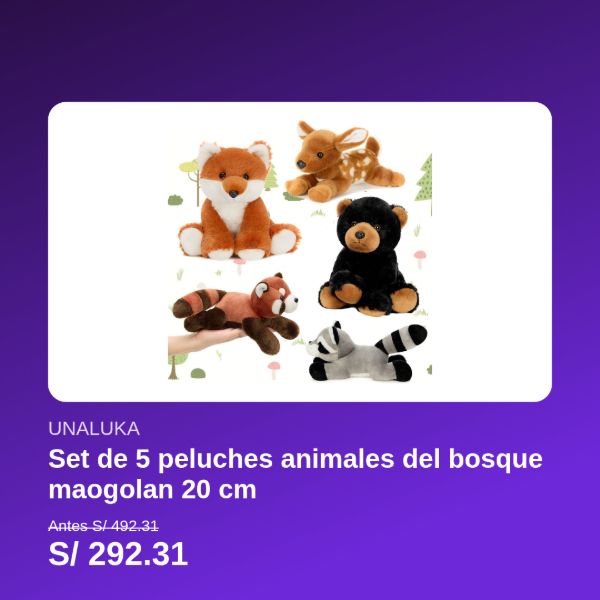 UNALUKA
Set de 5 peluches animales del bosque
maogolan 20 cm
Antes S/ 492.31
S/ 292.31